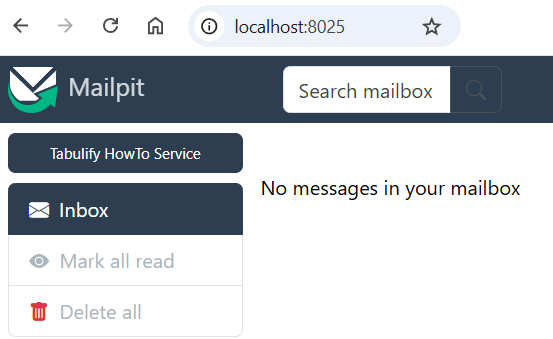 localhost:8025
Mailpit
Search mailbox
Tabulify HowTo Service
No messages in your mailbox
Inbox
Mark all read
Delete all